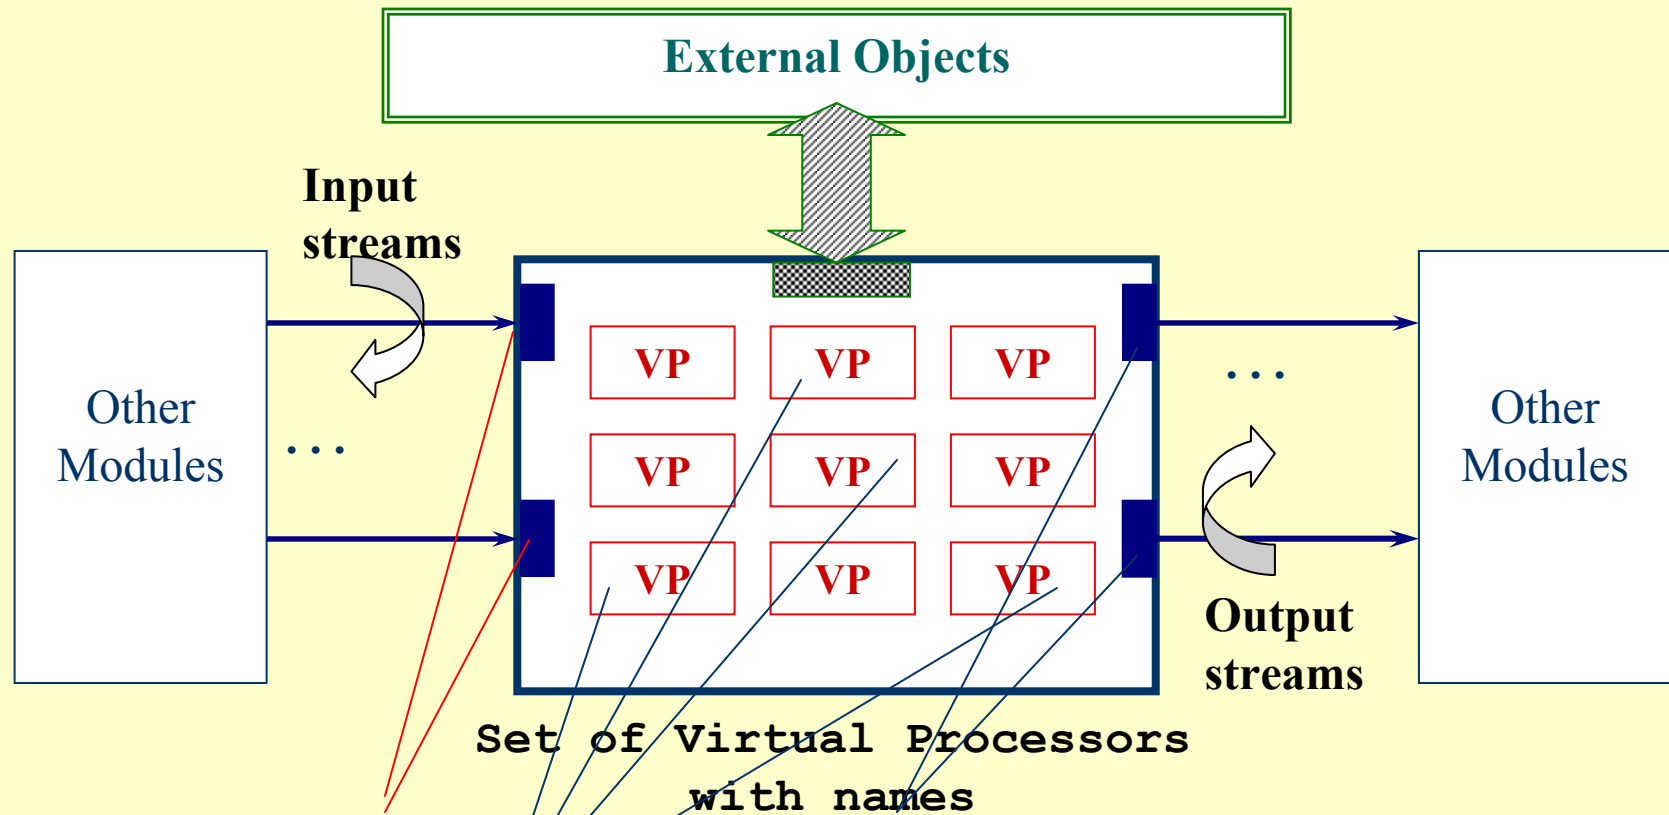 External Objects
Input
streams
Other
Modules
. . .
VP VP VP
VP VP VP
VP VP VP
. . .
Other
Modules
Output
streams
Set of Virtual Processors
with names